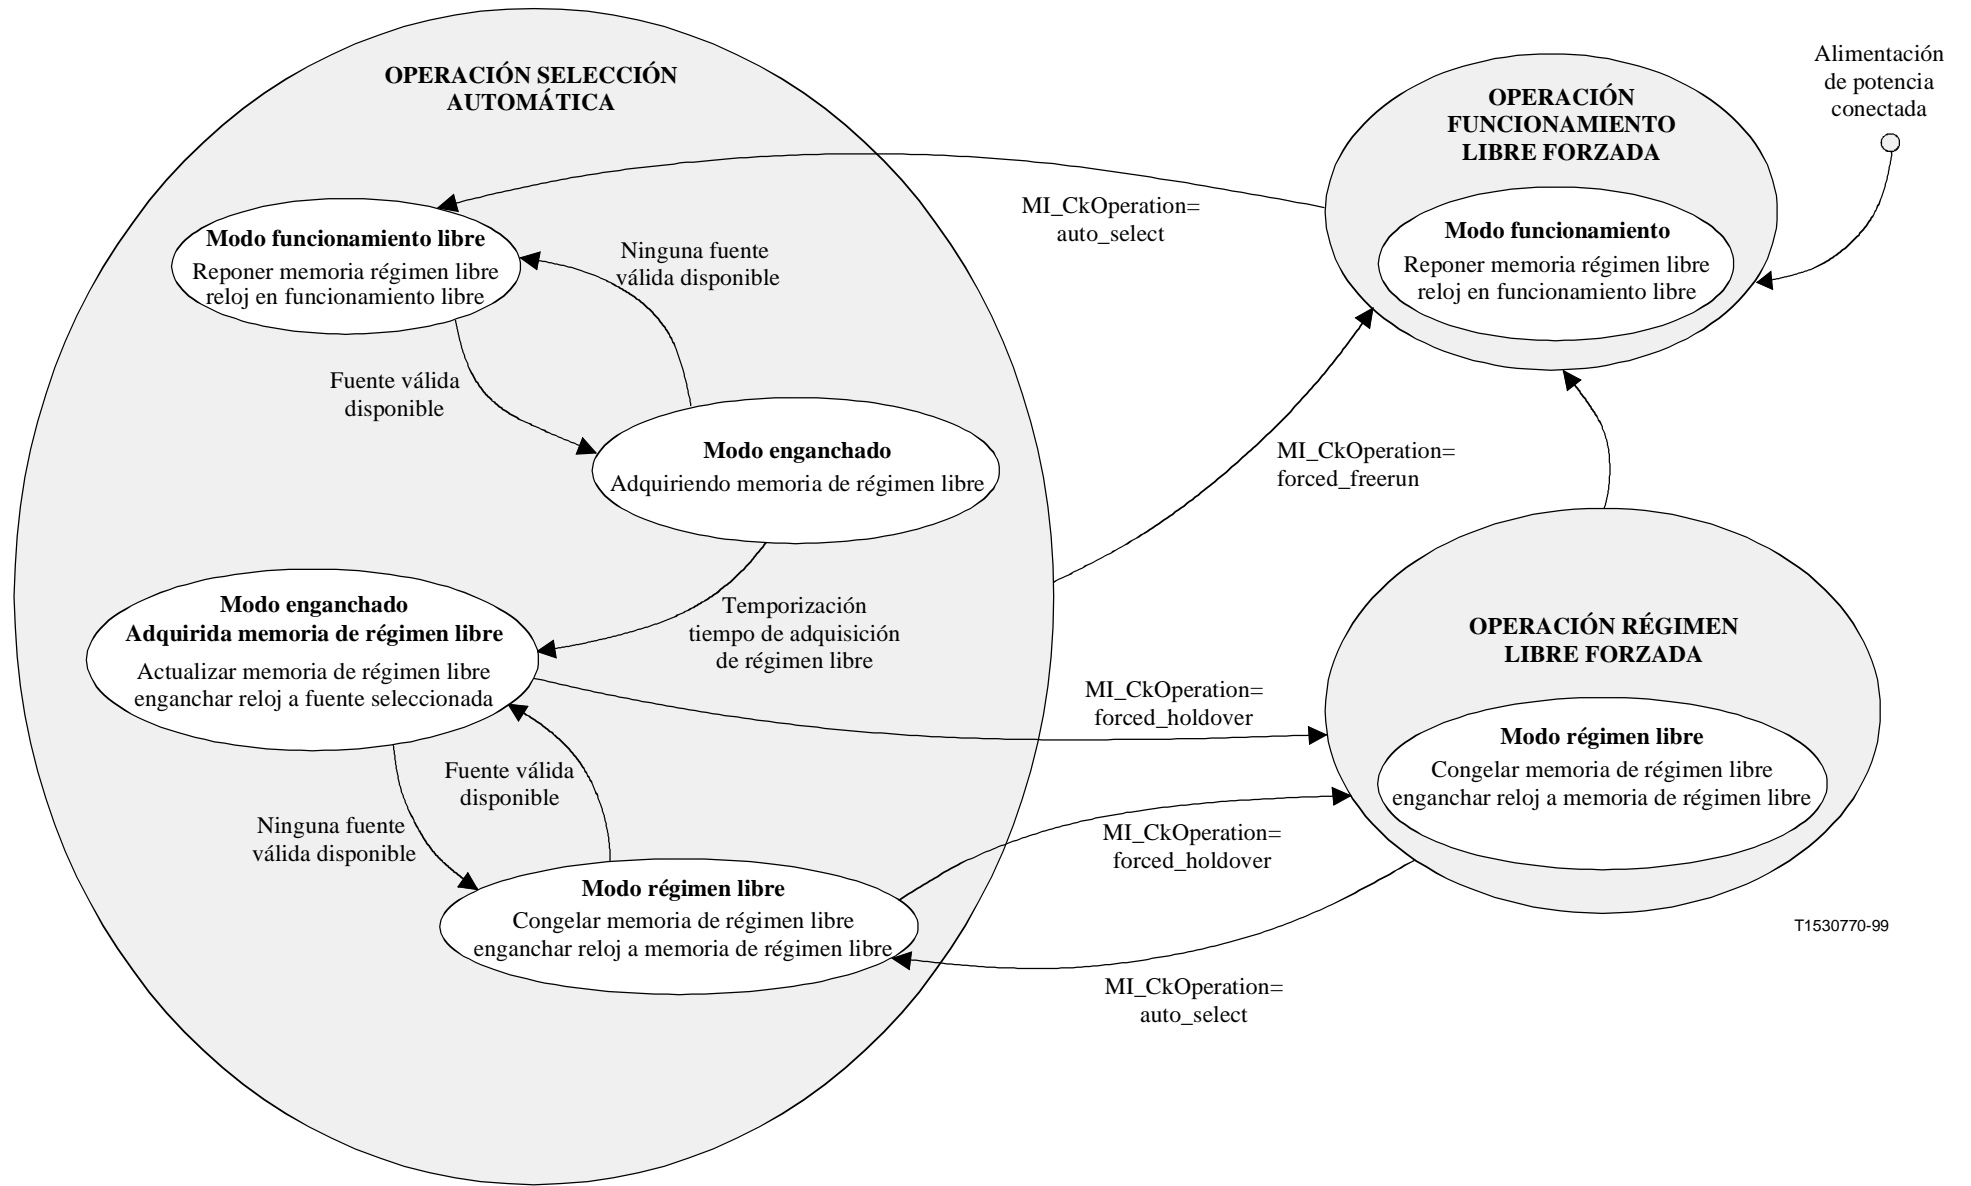 OPERACIÓN SELECCIÓN
AUTOMÁTICA
OPERACIÓN
FUNCIONAMIENTO
LIBRE FORZADA
Alimentación
de potencia
conectada
MI_CkOperation=
auto_select
Modo funcionamiento libre
Reponer memoria régimen libre
reloj en funcionamiento libre
Ninguna fuente
válida disponible
Modo funcionamiento
Reponer memoria régimen libre
reloj en funcionamiento libre
Fuente válida
disponible
Modo enganchado
Adquiriendo memoria de régimen libre
MI_CkOperation=
forced_freerun
Modo enganchado
Adquirida memoria de régimen libre
Actualizar memoria de régimen libre
enganchar reloj a fuente seleccionada
Temporización
tiempo de adquisición
de régimen libre
OPERACIÓN RÉGIMEN
LIBRE FORZADA
MI_CkOperation=
forced_holdover
Modo régimen libre
Congelar memoria de régimen libre
enganchar reloj a memoria de régimen libre
Fuente válida
disponible
Ninguna fuente
válida disponible
MI_CkOperation=
forced_holdover
Modo régimen libre
Congelar memoria de régimen libre
enganchar reloj a memoria de régimen libre
T1530770-99
MI_CkOperation=
auto_select